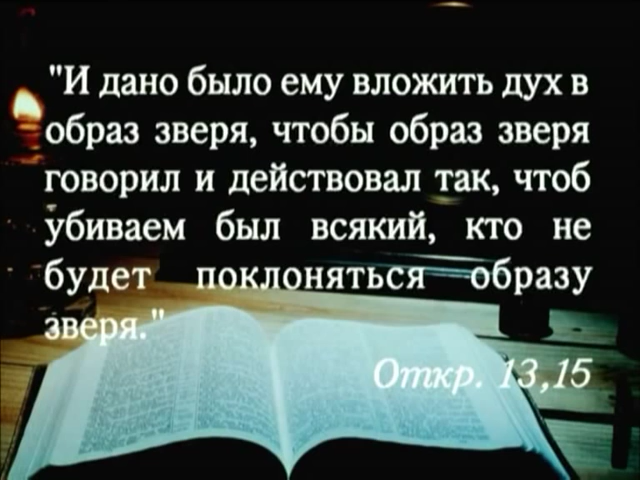 "И дано было ему вложить дух в
образ зверя, чтобы образ зверя
говорил и действовал так, чтоб
убиваем был всякий, кто не
будет поклоняться образу
зверя."
Откр. 13,15